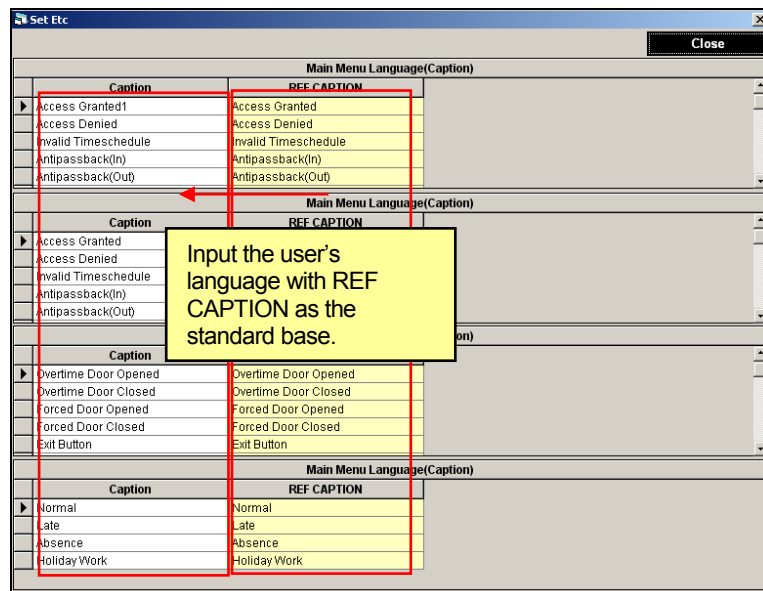 Set Etc
Close
Main Menu Language(Caption)
Caption REF CAPTION
Access Granted1 Access Granted
Access Denied Access Denied
Invalid Timeschedule Invalid Timeschedule
Antipassback(In) Antipassback(In)
Antipassback(Out) Antipassback(Out)
Main Menu Language(Caption)
Caption REF CAPTION
Access Granted
Access Denied
Invalid Timeschedule
Antipassback(In)
Antipassback(Out)
Input the user's
language with REF
CAPTION as the
standard base.
on)
Caption
Overtime Door Opened Overtime Door Opened
Overtime Door Closed Overtime Door Closed
Forced Door Opened Forced Door Opened
Forced Door Closed Forced Door Closed
Exit Button Exit Button
Main Menu Language(Caption)
Caption REF CAPTION
Normal Normal
Late Late
Absence Absence
Holiday Work Holiday Work